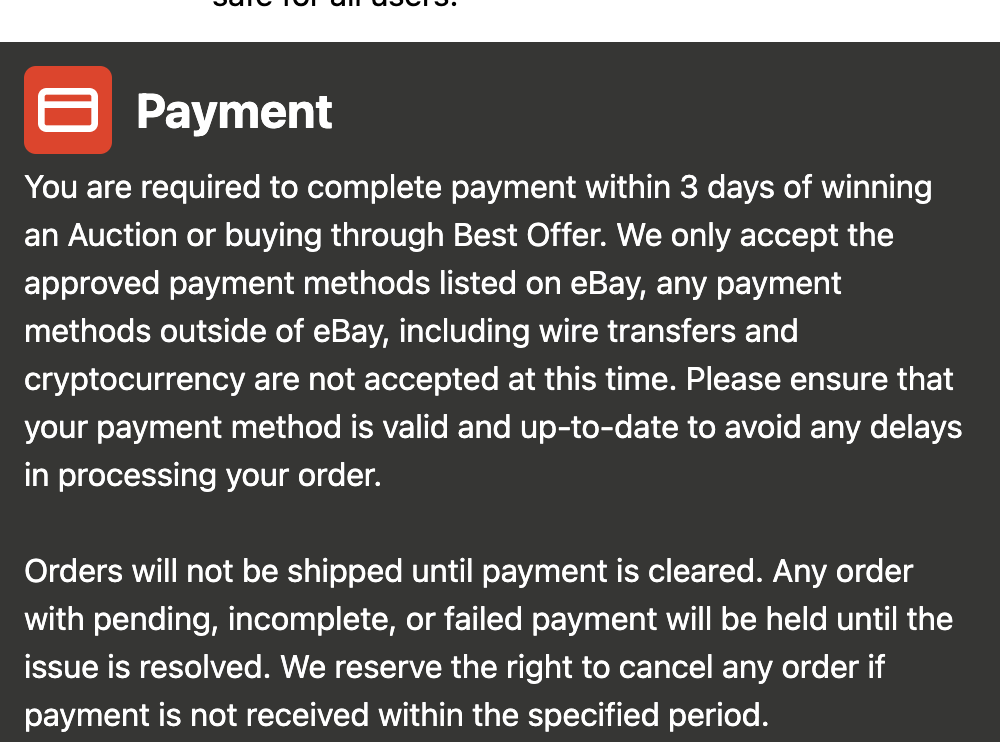 safe for all users.
Payment
You are required to complete payment within 3 days of winning
an Auction or buying through Best Offer. We only accept the
approved payment methods listed on eBay, any payment
methods outside of eBay, including wire transfers and
cryptocurrency are not accepted at this time. Please ensure that
your payment method is valid and up-to-date to avoid any delays
in processing your order.
Orders will not be shipped until payment is cleared. Any order
with pending, incomplete, or failed payment will be held until the
issue is resolved. We reserve the right to cancel any order if
payment is not received within the specified period.